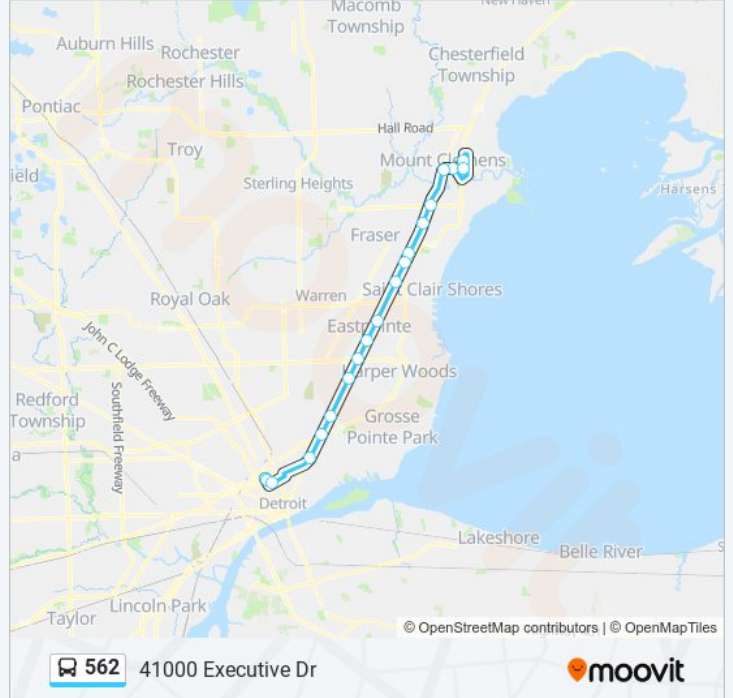 Macomb
Township
New Haven
Auburn Hills
Rochester
Chesterfield
Township
Rochester Hills
Pontiac
Hall Road
Troy
Mount Clemens
ield
Sterling Heights
Harsens
Fraser
Royal Oak
Warren
Saint Clair Shores
John C Lodge Freeway
Eastpointe
Harper Woods
Southfield Freeway
Redford
Township
Grosse
Pointe Park
a
Detroit
Lakeshore
Belle River
S
Lincoln Park
Taylor
© OpenStreetMap contributors | © OpenMapTiles
562 41000 Executive Dr
moovit